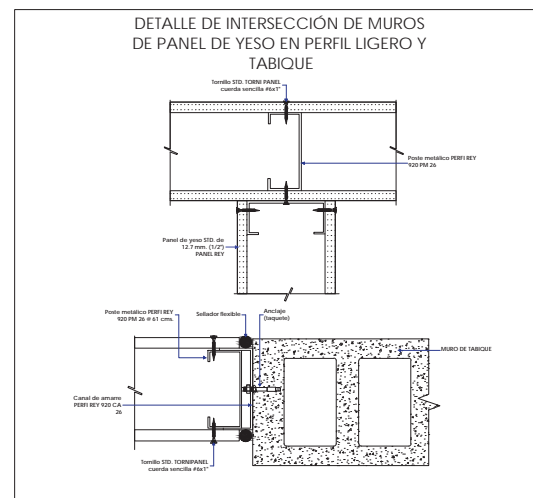 DETALLE DE INTERSECCIÓN DE MUROS
DE PANEL DE YESO EN PERFIL LIGERO Y
TABIQUE
Tornillo STD. TORNI PANEL
cuerda sencilla #6x1"
Poste metálico PERFI REY
920 PM 26
Panel de yeso STD. de
12.7 mm. (1/2")
PANEL REY
Poste metálico PERFI REY
920 PM 26 @ 61 cms.
Sellador flexible
Anclaje
(taquete)
MURO DE TABIQUE
Canal de amarre
PERFI REY 920 CA
26
Tornillo STD. TORNIPANEL
cuerda sencilla #6x1"